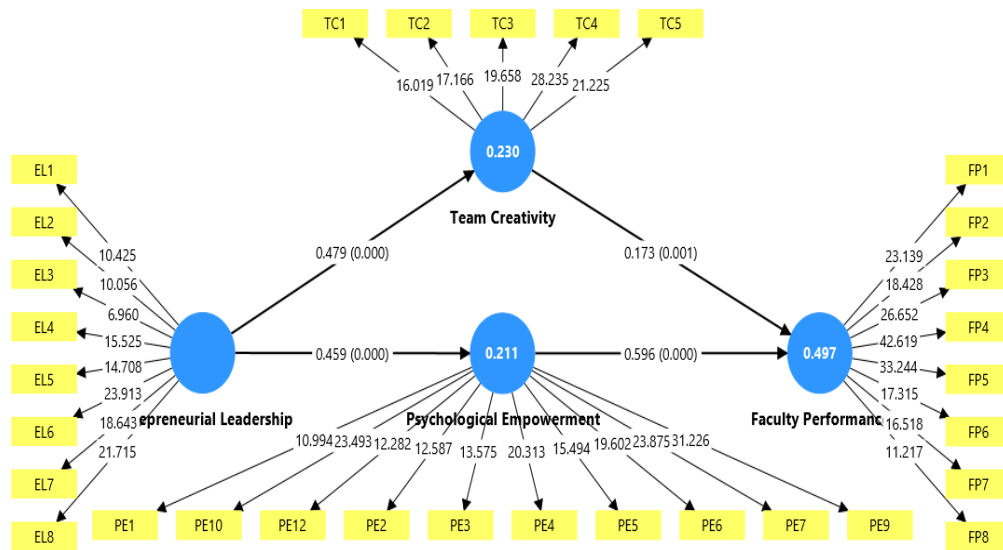 TC1 TC2 TC3 TC4 TC5
16.019 17.166 19.658 28.235 21.225
0.230
Team Creativity
EL1
EL2
EL3
EL4
EL5
EL6
EL7
EL8
10.425
10.056
6.960
15.525
14.708
23.913
18.643
21.715
epreneurial Leadership
0.479 (0.000)
0.173 (0.001)
0.459 (0.000)
0.211
0.596 (0.000)
Psychological Empowerment
0.497
Faculty Performanc
FP1
FP2
FP3
FP4
FP5
FP6
FP7
FP8
23.139
18.428
26.652
42.619
33.244
17.315
16.518
11.217
10.994 23.493 12.282 12.587 13.575 20.313 15.494 19.602 23.875 31.226
PE1 PE10 PE12 PE2 PE3 PE4 PE5 PE6 PE7 PE9